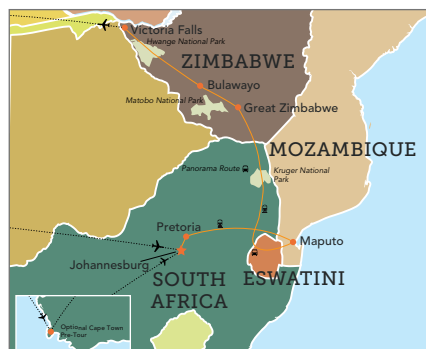 Victoria Falls
Hwange National Park
ZIMBABWE
Bulawayo
Matobo National Park
Great Zimbabwe
MOZAMBIQUE
Panorama Route
Kruger National
Park
Pretoria
Maputo
Johannesburg
SOUTH
AFRICA
ESWATINI
Optional Cape Town
Pre-Tour